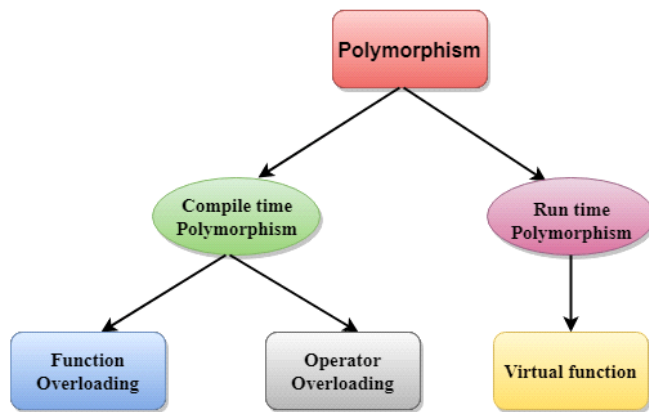 Polymorphism
Compile time
Polymorphism
Run time
Polymorphism
Function
Overloading
Operator
Overloading
Virtual function